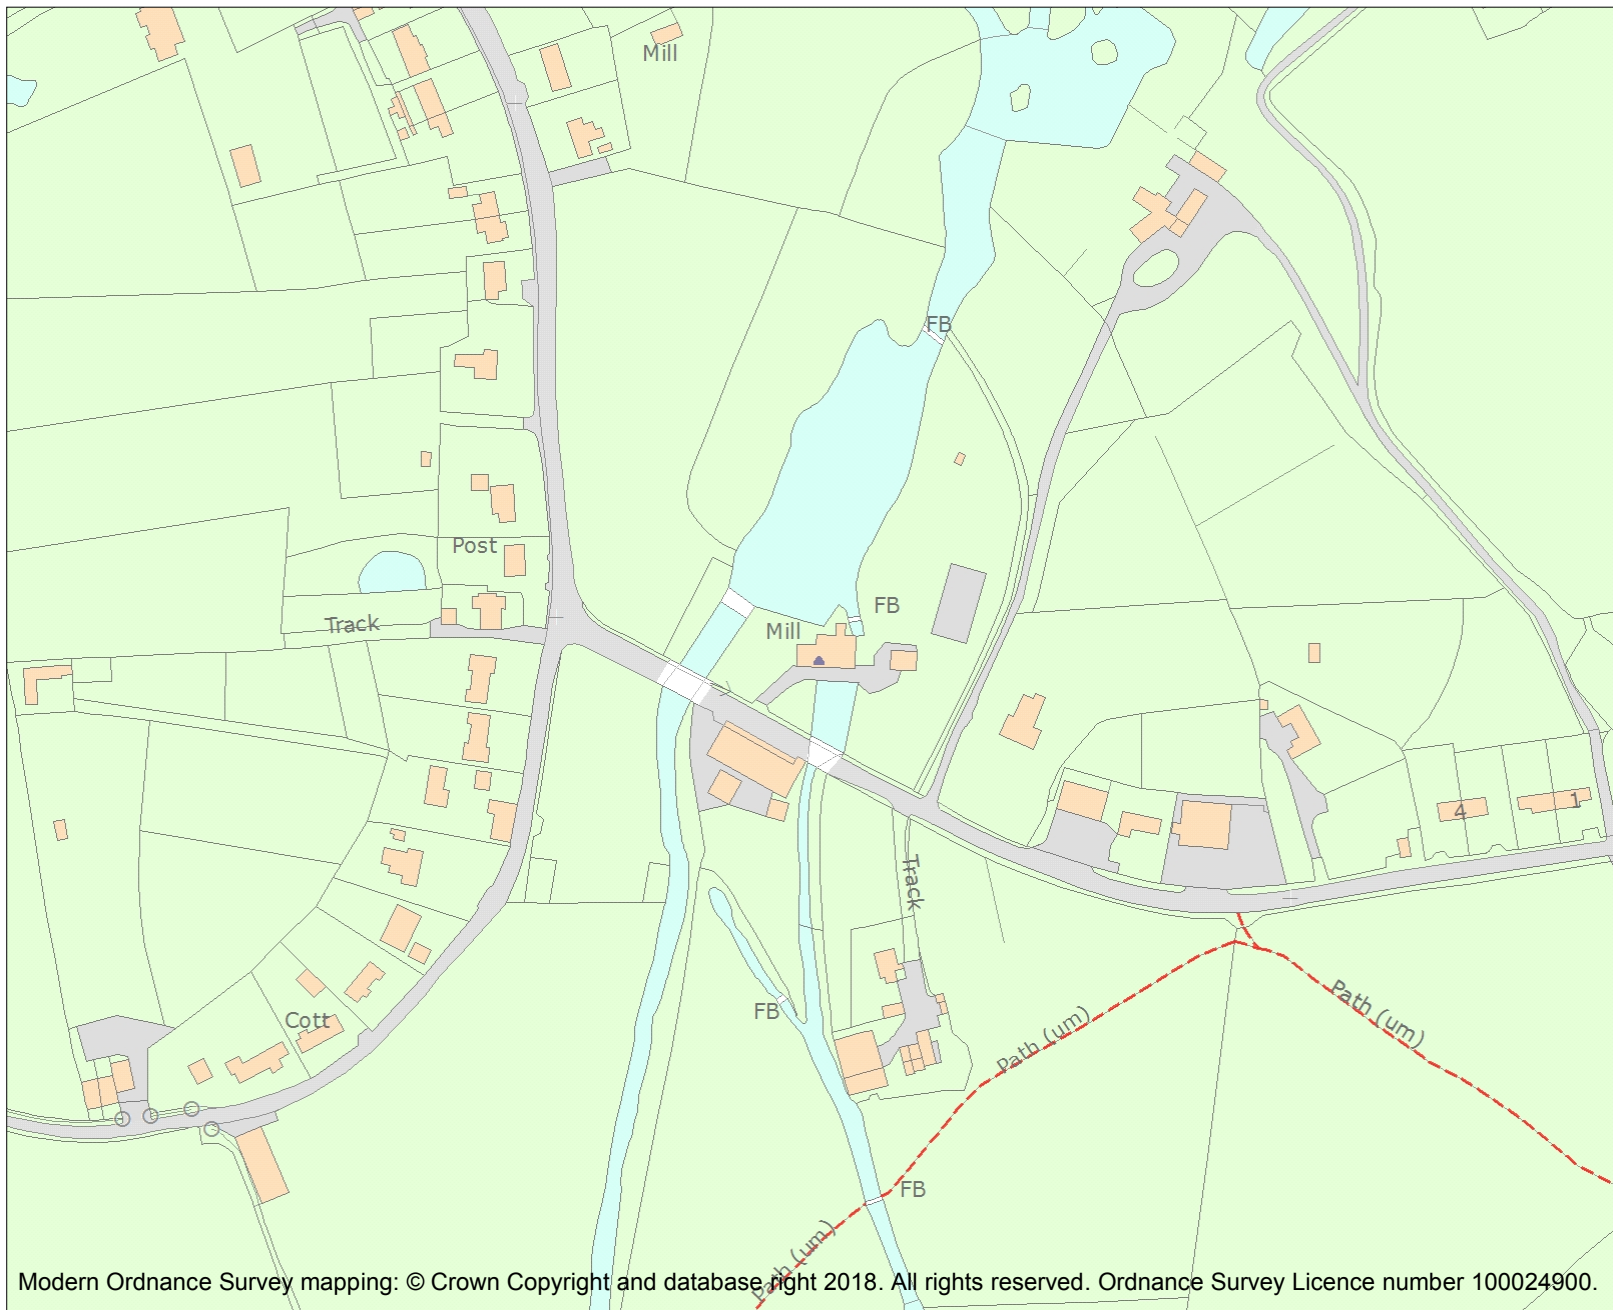 Mill
FB
Post
FB
Track
Mill
4
1
Track
Path (um)
Path (um)
FB
Cott
FB
Path (um)
Modern Ordnance Survey mapping: © Crown Copyright and database right 2018. All rights reserved. Ordnance Survey Licence number 100024900.